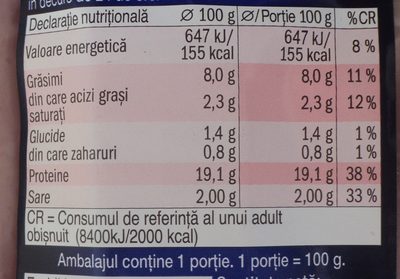 Declarație nutrițională ∅ 100 g ∅/Porție 100 g %CR
Valoare energetică 647 kJ/ 155 kcal 647 kJ/ 155 kcal 8 %
Grăsimi 8,0 g 8,0 g 11 %
din care acizi grași saturați 2,3 g 2,3 g 12 %
Glucide 1,4 g 1,4 g 1 %
din care zaharuri 0,8 g 0,8 g 1 %
Proteine 19,1 g 19,1 g 38 %
Sare 2,00 g 2,00 g 33 %
CR = Consumul de referință al unui adult
obișnuit (8400kJ/2000 kcal)
Ambalajul conține 1 porție. 1 porție = 100 g.